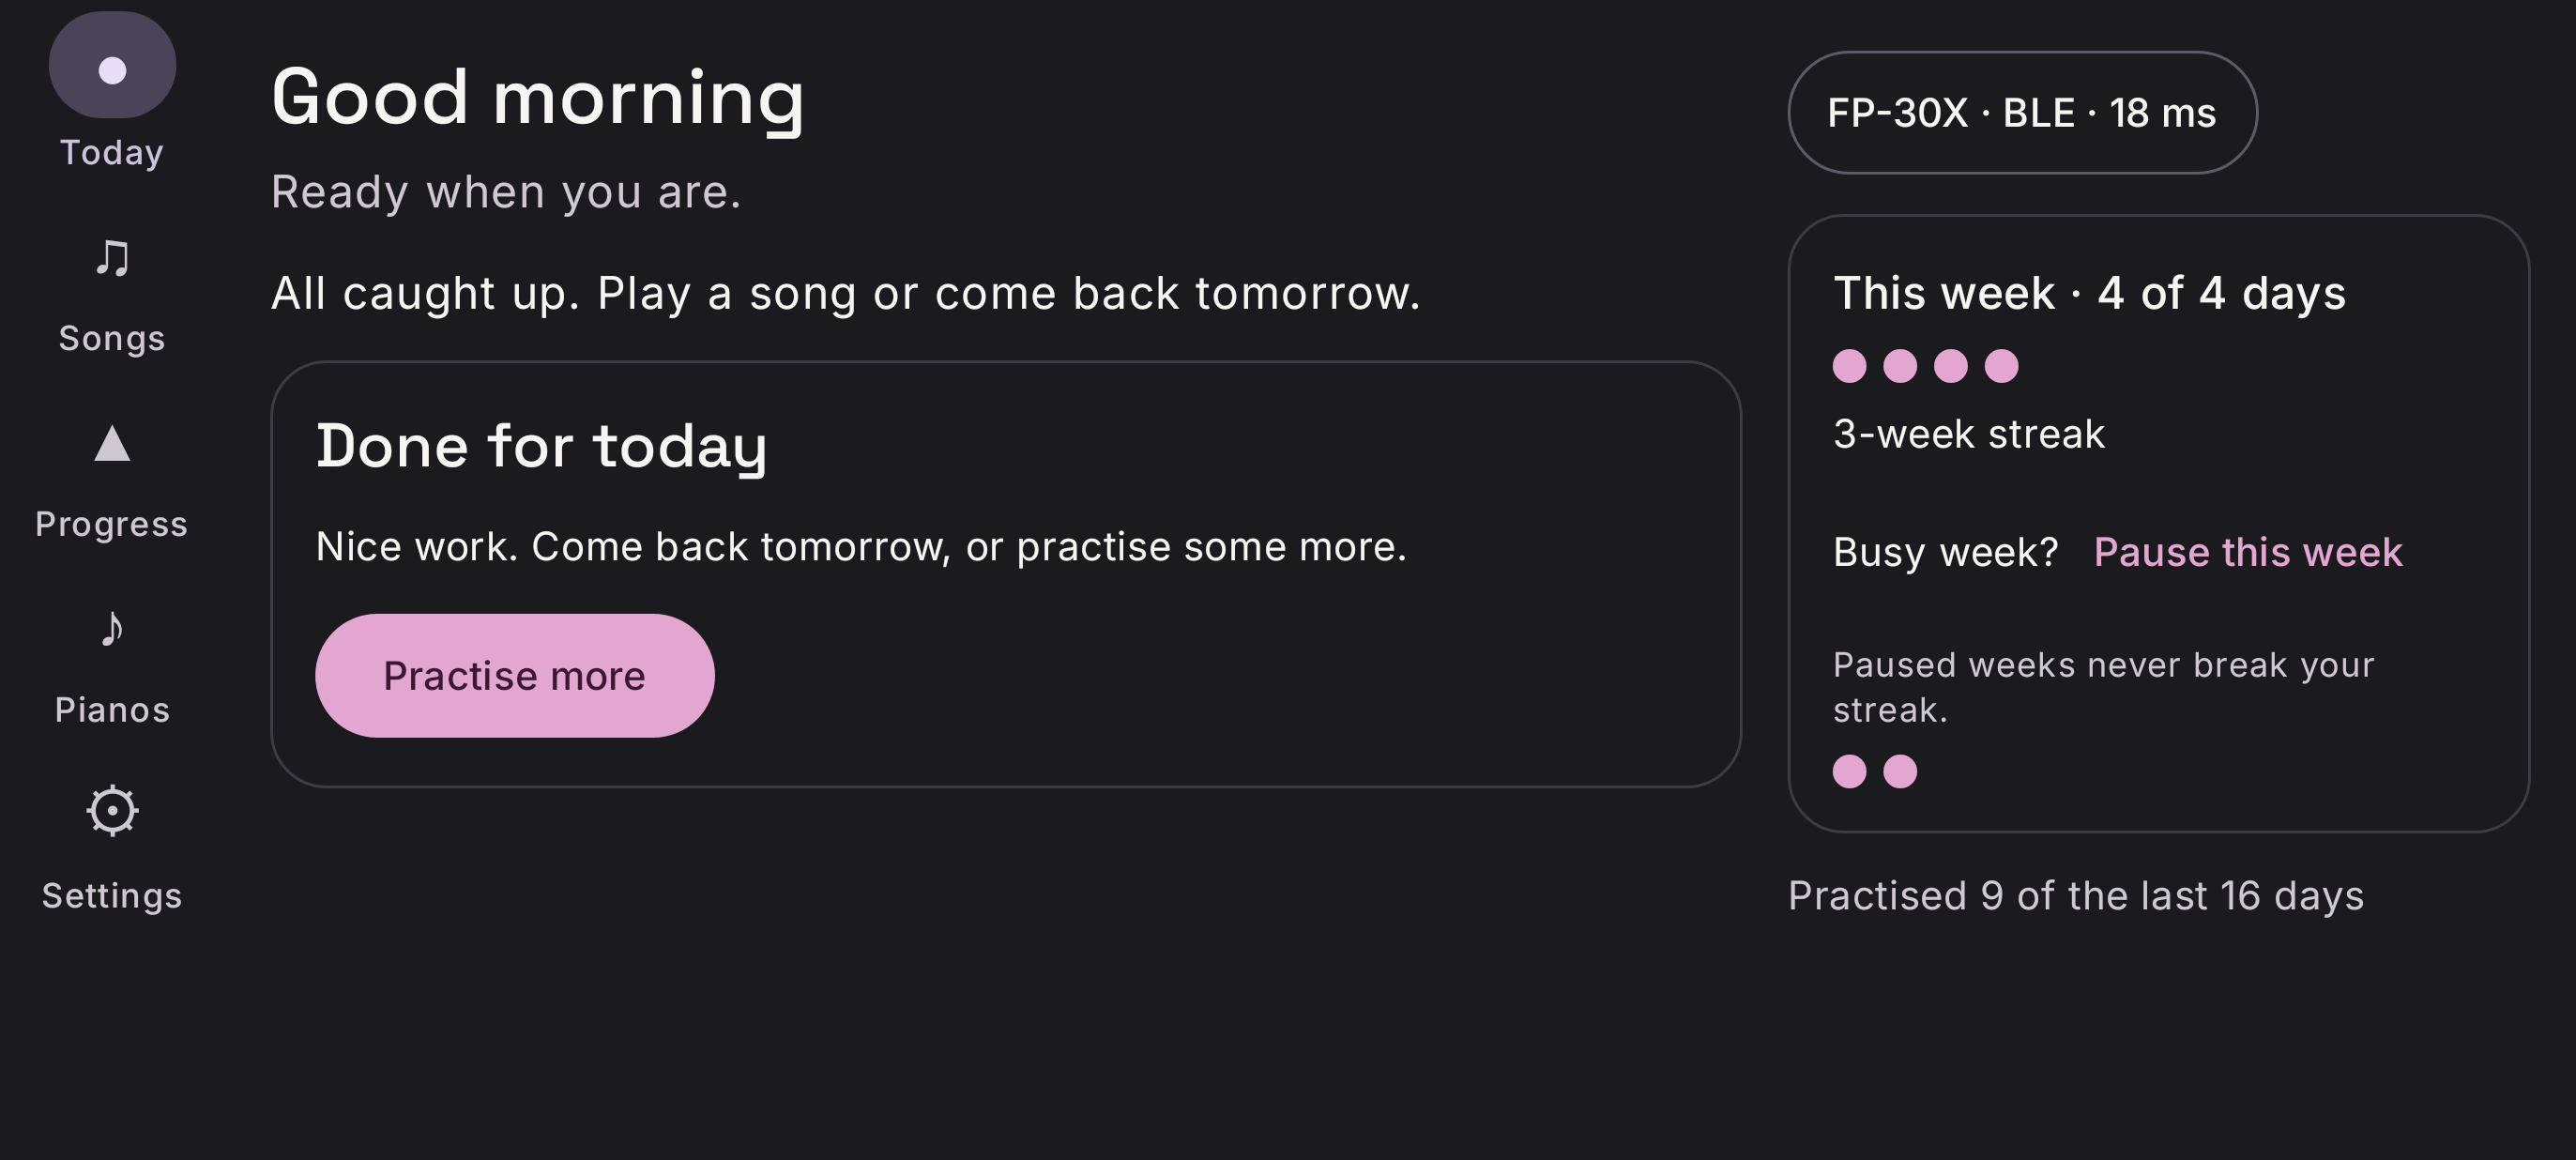 Today
Songs
Progress
Pianos
Settings
Good morning
Ready when you are.
All caught up. Play a song or come back tomorrow.
Done for today
Nice work. Come back tomorrow, or practise some more.
Practise more
FP-30X · BLE · 18 ms
This week · 4 of 4 days
3-week streak
Busy week? Pause this week
Paused weeks never break your
streak.
Practised 9 of the last 16 days